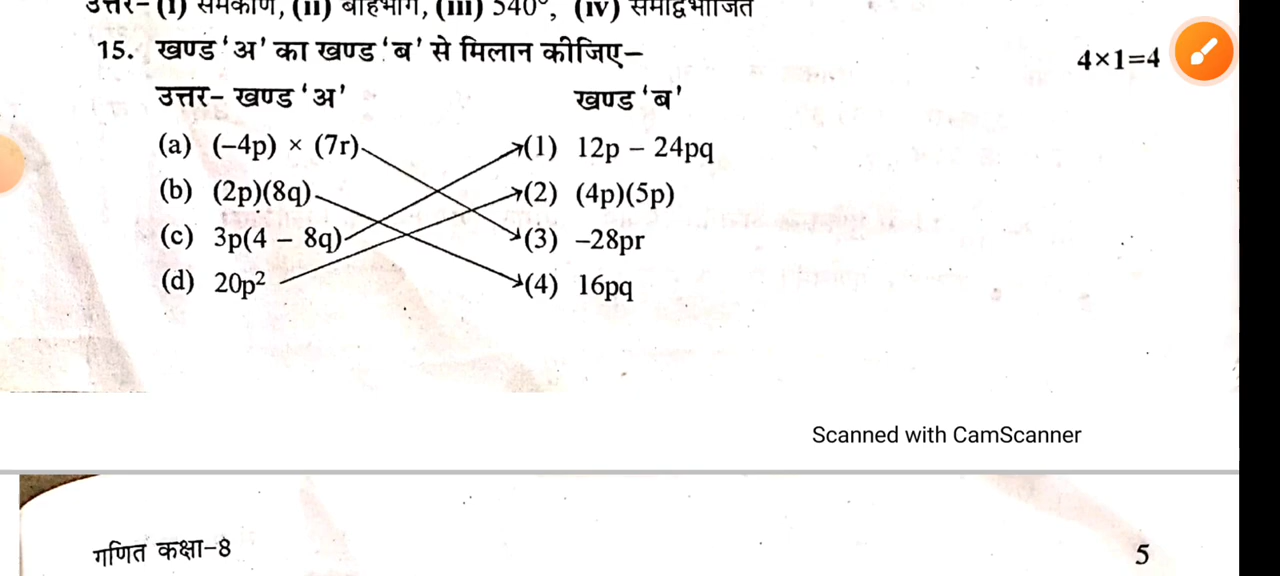 उत्तर– (i) समकोण, (ii) बहिर्भाग, (iii) 540°, (iv) समद्विभाजित
15. खण्ड 'अ' का खण्ड 'ब' से मिलान कीजिए– 4×1=4
उत्तर– खण्ड 'अ' खण्ड 'ब'
(a) (–4p) × (7r) (1) 12p – 24pq
(b) (2p)(8q) (2) (4p)(5p)
(c) 3p(4 – 8q) (3) –28pr
(d) 20p² (4) 16pq
Scanned with CamScanner
गणित कक्षा–8 5